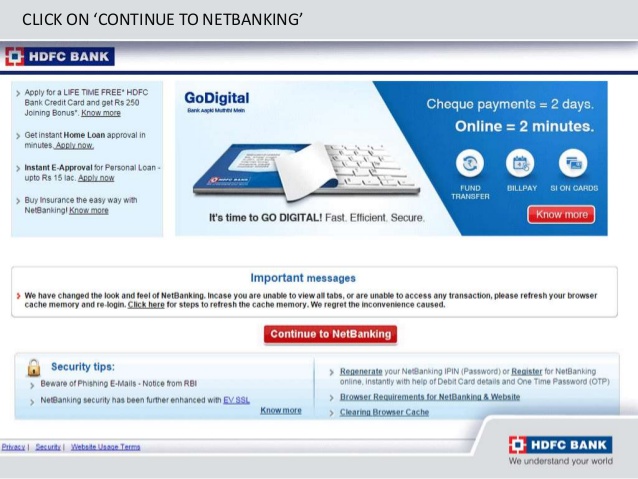 CLICK ON ‘CONTINUE TO NETBANKING’
HDFC BANK
Apply for a LIFE TIME FREE* HDFC
Bank Credit Card and get Rs 250
Joining Bonus*. Know more
Get instant Home Loan approval in
minutes. Apply now.
Instant E-Approval for Personal Loan -
upto Rs 15 lac. Apply now
Buy Insurance the easy way with
NetBanking! Know more
GoDigital
Bank Aapki Muthhi Mein
It's time to GO DIGITAL! Fast. Efficient. Secure.
Cheque payments = 2 days.
Online = 2 minutes.
FUND
TRANSFER
BILLPAY
SI ON CARDS
Know more
Important messages
We have changed the look and feel of NetBanking. Incase you are unable to view all tabs, or are unable to access any transaction, please refresh your browser
cache memory and re-login. Click here for steps to refresh the cache memory. We regret the inconvenience caused.
Continue to NetBanking
Security tips:
Beware of Phishing E-Mails - Notice from RBI
NetBanking security has been further enhanced with EV SSL
Know more
Regenerate your NetBanking IPIN (Password) or Register for NetBanking
online, instantly with help of Debit Card details and One Time Password (OTP)
Browser Requirements for NetBanking & Website
Clearing Browser Cache
Privacy | Security | Website Usage Terms
HDFC BANK
We understand your world